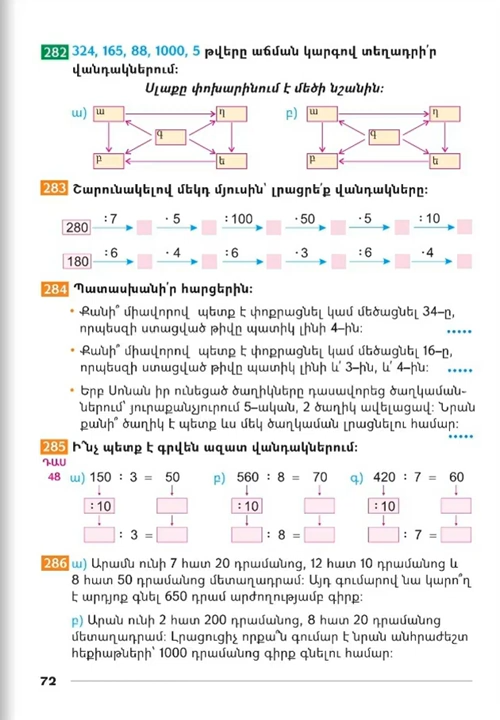 282 324, 165, 88, 1000, 5 թվերը աճման կարգով տեղադրի՛ր
վանդակներում:
Սլաքը փոխարինում է մեծի նշանին:
ա) ա դ գ բ ե
բ) ա դ գ բ ե
283 Շարունակելով մեկդ մյուսին՝ լրացրե՛ք վանդակները:
280 :7 ·5 :100 ·50 ·5 :10
180 :6 ·4 :6 ·3 :6 ·4
284 Պատասխանի՛ր հարցերին:
• Քանի՞ միավորով պետք է փոքրացնել կամ մեծացնել 34–ը,
որպեսզի ստացված թիվը պատիկ լինի 4–ին: .....
• Քանի՞ միավորով պետք է փոքրացնել կամ մեծացնել 16–ը,
որպեսզի ստացված թիվը պատիկ լինի և՛ 3–ին, և՛ 4–ին: .....
• Երբ Սոնան իր ունեցած ծաղիկները դասավորեց ծաղկաման-
ներում՝ յուրաքանչյուրում 5–ական, 2 ծաղիկ ավելացավ: Նրան
քանի՞ ծաղիկ է պետք ևս մեկ ծաղկաման լրացնելու համար:
.....
285 Ի՞նչ պետք է գրվեն ազատ վանդակներում:
ԴԱՍ
48 ա) 150 : 3 = 50 բ) 560 : 8 = 70 գ) 420 : 7 = 60
:10 :10 :10
: 3 = : 8 = : 7 =
286 ա) Արամն ունի 7 հատ 20 դրամանոց, 12 հատ 10 դրամանոց և
8 հատ 50 դրամանոց մետաղադրամ: Այդ գումարով նա կարո՞ղ
է արդյոք գնել 650 դրամ արժողությամբ գիրք:
բ) Արան ունի 2 հատ 200 դրամանոց, 8 հատ 20 դրամանոց
մետաղադրամ: Լրացուցիչ որքա՞ն գումար է նրան անհրաժեշտ
հեքիաթների՝ 1000 դրամանոց գիրք գնելու համար:
72